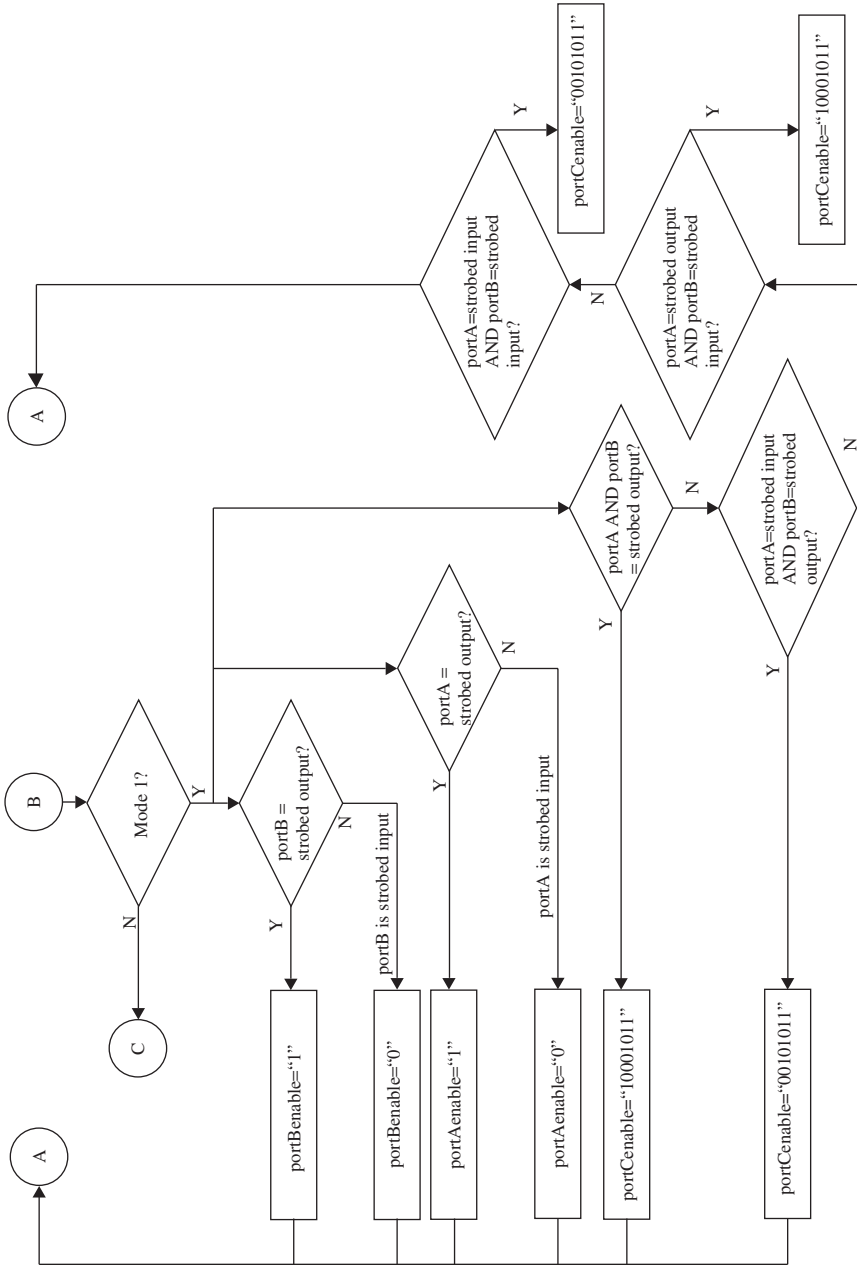 A
portBenable=“1”
portBenable=“0”
portAenable=“1”
portAenable=“0”
portCenable=“10001011”
portCenable=“00101011”
C
N
Y
portB is strobed input
Y
portA is strobed input
Y
Y
B
Mode 1?
Y
portB =
strobed output?
N
portA =
strobed output?
N
portA AND portB
= strobed output?
N
portA=strobed input
AND portB=strobed
output?
N
A
portA=strobed input
AND portB=strobed
input?
N
portA=strobed output
AND portB=strobed
input?
Y
portCenable=“00101011”
Y
portCenable=“10001011”